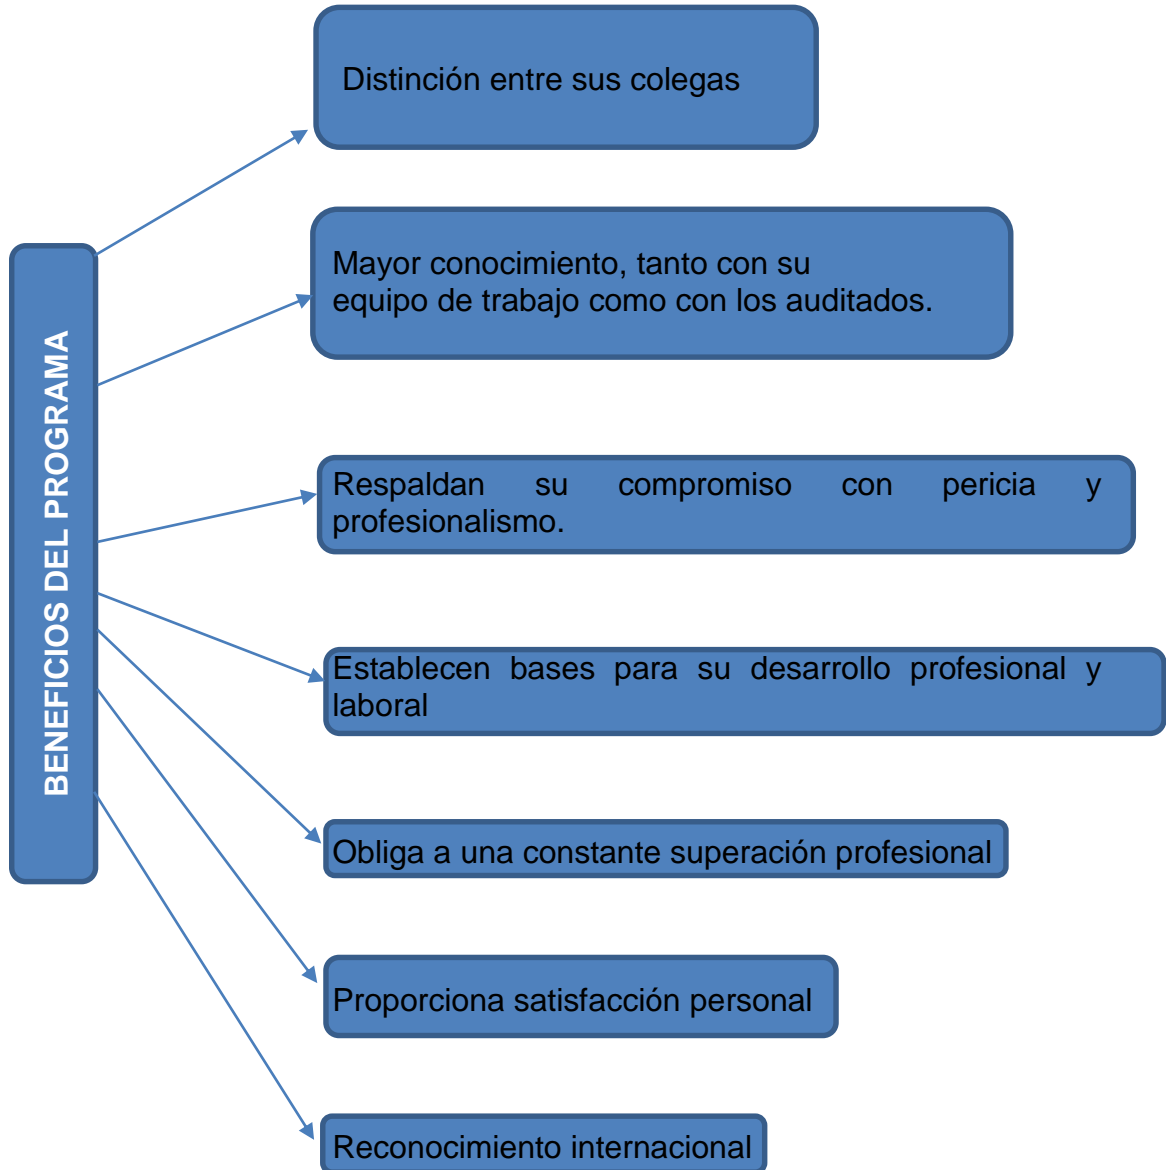 Distinción entre sus colegas
Mayor conocimiento, tanto con su
equipo de trabajo como con los auditados.
BENEFICIOS DEL PROGRAMA
Respaldan su compromiso con pericia y
profesionalismo.
Establecen bases para su desarrollo profesional y
laboral
Obliga a una constante superación profesional
Proporciona satisfacción personal
Reconocimiento internacional